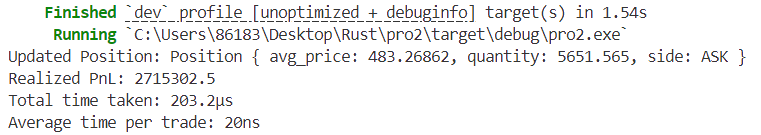 Finished `dev` profile [unoptimized + debuginfo] target(s) in 1.54s
Running `C:\Users\86183\Desktop\Rust\pro2\target\debug\pro2.exe`
Updated Position: Position { avg_price: 483.26862, quantity: 5651.565, side: ASK }
Realized PnL: 2715302.5
Total time taken: 203.2µs
Average time per trade: 20ns